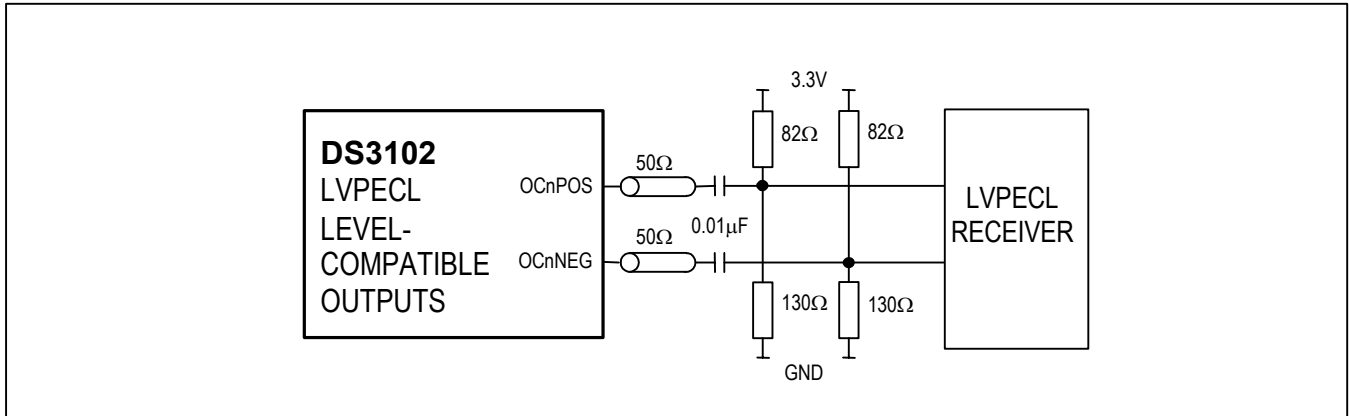 3.3V
82Ω
82Ω
DS3102
LVPECL
LEVEL-
COMPATIBLE
OUTPUTS
OCnPOS
50Ω
OCnNEG
50Ω
0.01μF
130Ω
130Ω
GND
LVPECL
RECEIVER